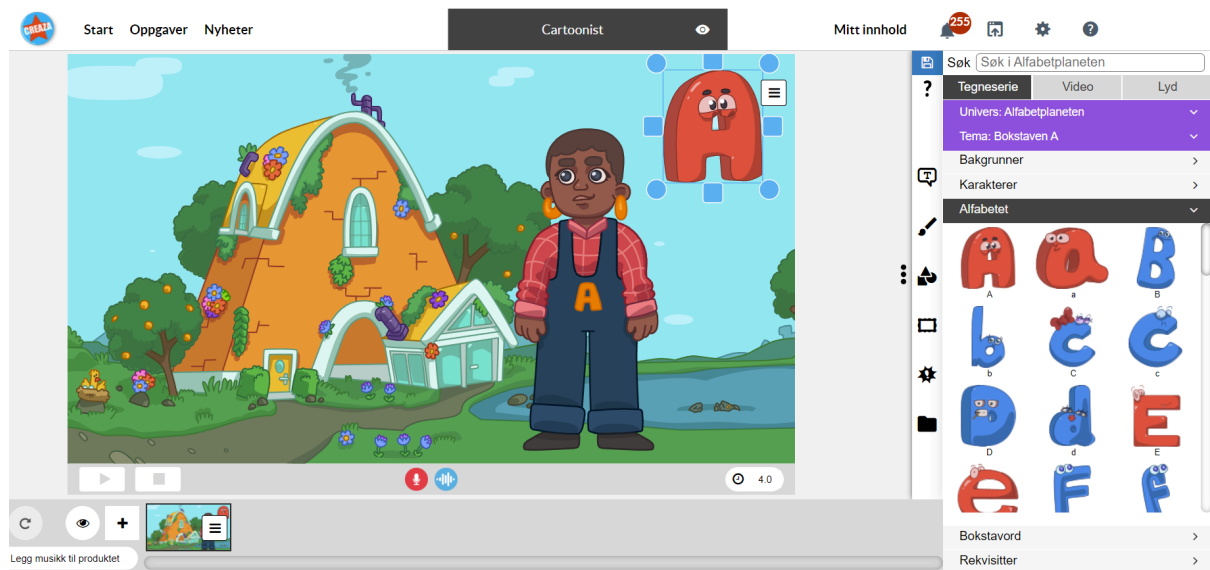 CREAZA
Start Oppgaver Nyheter
Cartoonist
Mitt innhold
255
Søk Søk i Alfabetplaneten
Tegneserie Video Lyd
Univers: Alfabetplaneten
Tema: Bokstaven A
Bakgrunner
Karakterer
Alfabetet
A a B
b C c
D d E
A
4.0
Bokstavord
Rekvisitter
Legg musikk til produktet